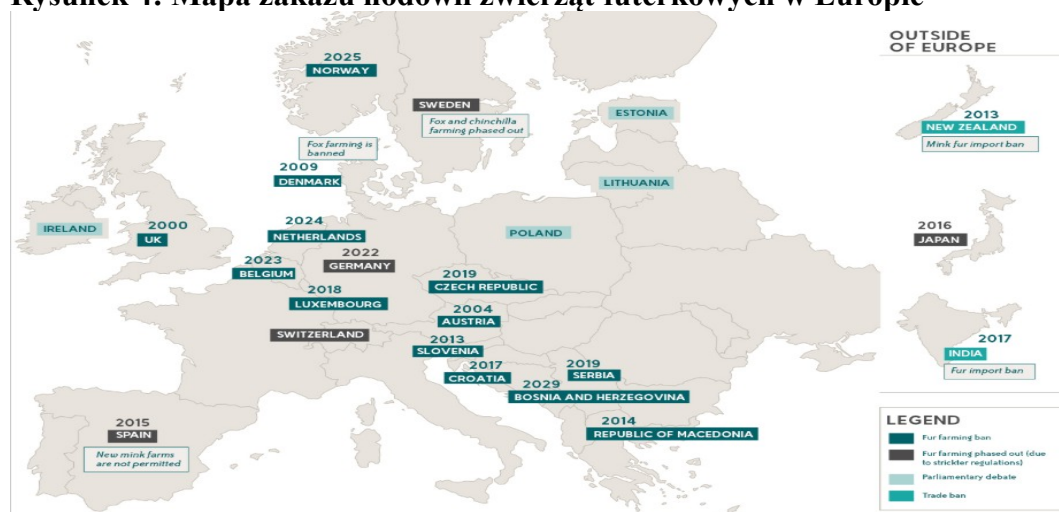 Rysunek 4. Mapa zakazu hodowli zwierząt futerkowych w Europie
OUTSIDE
OF EUROPE
2025
NORWAY
SWEDEN
Fox and chinchilla
farming phased out
ESTONIA
2013
NEW ZEALAND
Mink fur import ban
Fox farming is
banned
2009
DENMARK
LITHUANIA
IRELAND
2000
UK
2024
NETHERLANDS
POLAND
2016
JAPAN
2023
BELGIUM
2022
GERMANY
2019
CZECH REPUBLIC
2018
LUXEMBOURG
2004
AUSTRIA
SWITZERLAND
2013
SLOVENIA
2017
INDIA
Fur import ban
2017
CROATIA
2019
SERBIA
2029
BOSNIA AND HERZEGOVINA
2015
SPAIN
New mink farms
are not permitted
2014
REPUBLIC OF MACEDONIA
LEGEND
Fur farming ban
Fur farming phased out (due
to strickter regulations)
Parliamentary debate
Trade ban